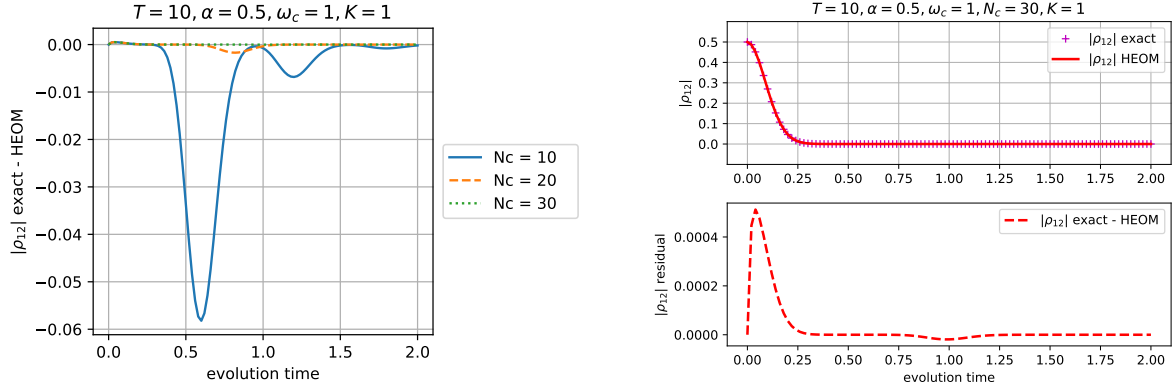 T = 10, α = 0.5, ω_c = 1, K = 1
0.00
−0.01
−0.02
−0.03
−0.04
−0.05
−0.06
|ρ₁₂| exact - HEOM
0.0 0.5 1.0 1.5 2.0
evolution time
Nc = 10
Nc = 20
Nc = 30
T = 10, α = 0.5, ω_c = 1, N_c = 30, K = 1
0.5
0.4
0.3
0.2
0.1
0.0
|ρ₁₂|
|ρ₁₂| exact
|ρ₁₂| HEOM
0.00 0.25 0.50 0.75 1.00 1.25 1.50 1.75 2.00
0.0004
0.0002
0.0000
|ρ₁₂| residual
|ρ₁₂| exact - HEOM
0.00 0.25 0.50 0.75 1.00 1.25 1.50 1.75 2.00
evolution time